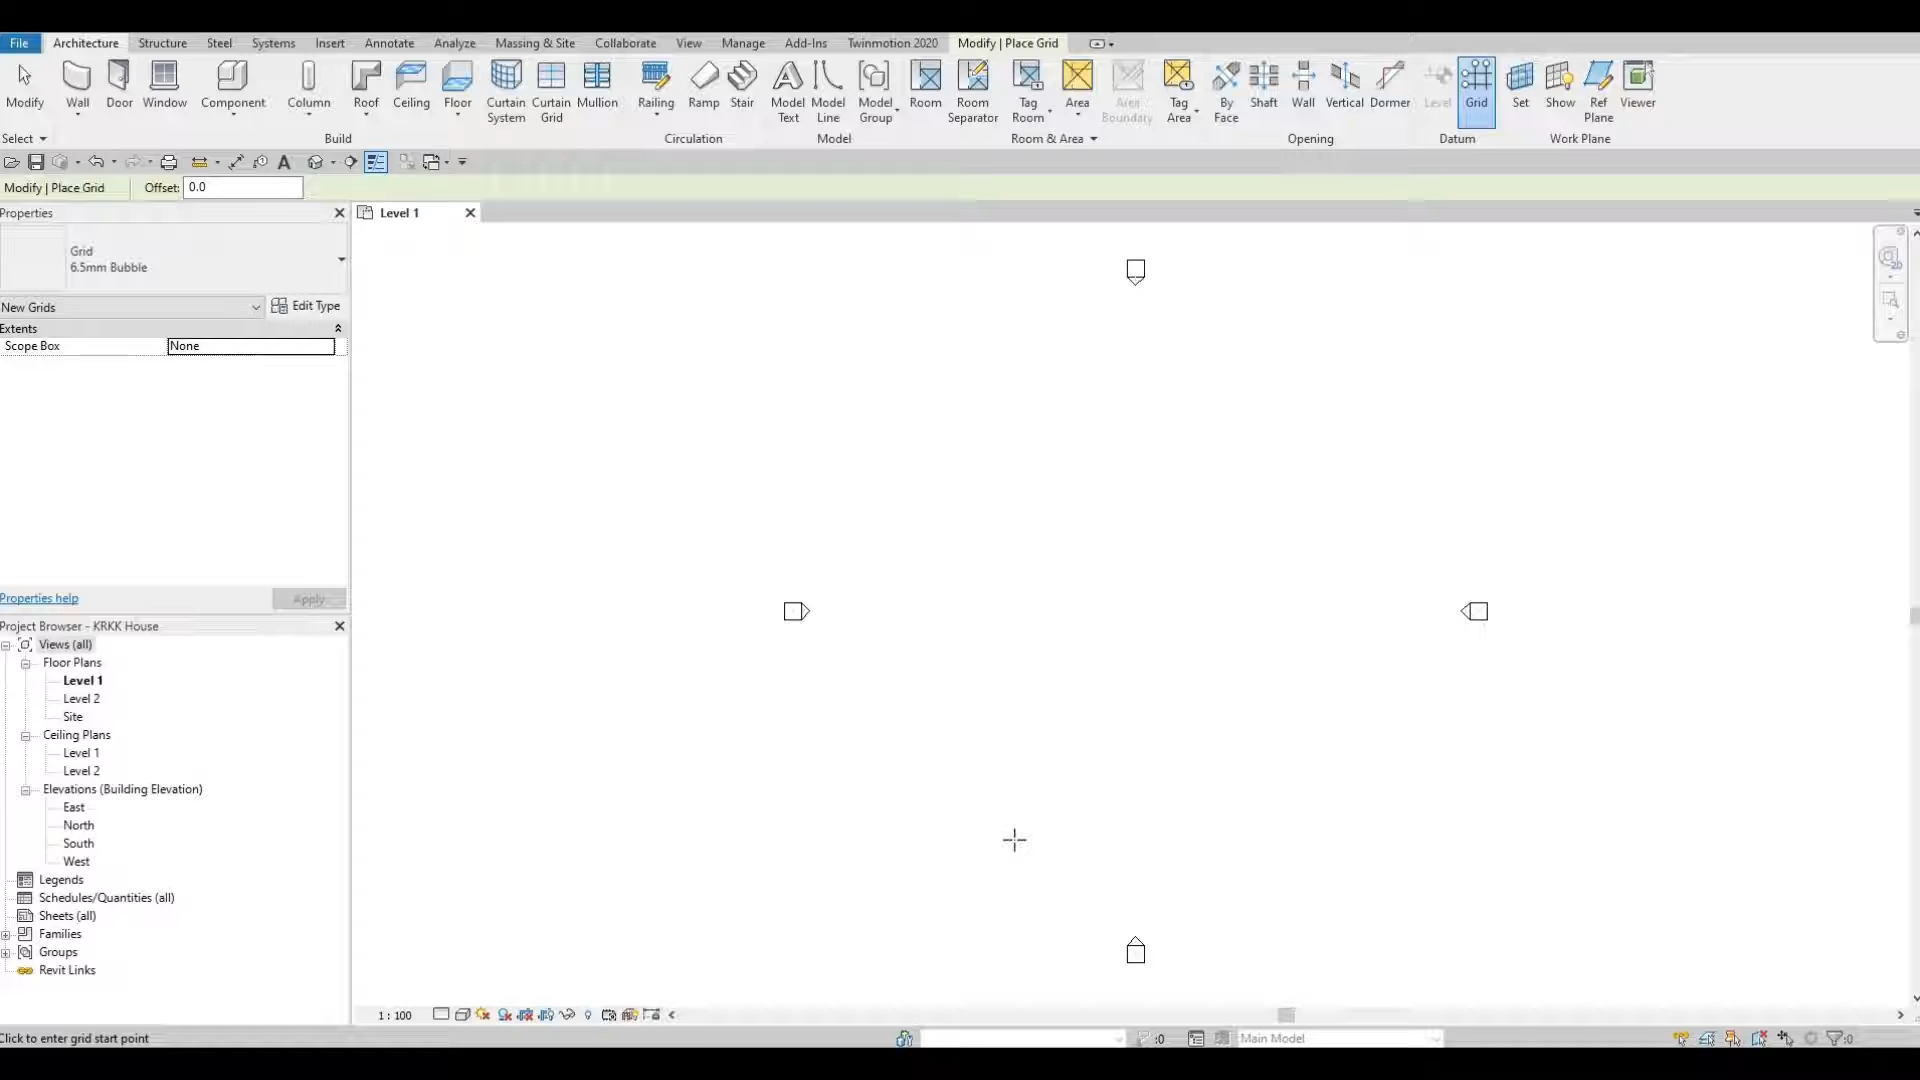 File Architecture Structure Steel Systems Insert Annotate Analyze Massing & Site Collaborate View Manage Add-Ins Twinmotion 2020 Modify | Place Grid
Modify Wall Door Window Component Column Roof Ceiling Floor Curtain System Curtain Grid Mullion Railing Ramp Stair Model Text Model Line Model Group Room Room Separator Tag Room Area Area Boundary Tag Area By Face Shaft Wall Vertical Dormer Level Grid Set Show Ref Plane Viewer
Select Build Circulation Model Room & Area Opening Datum Work Plane
Modify | Place Grid Offset: 0.0
Properties
Level 1
Grid
6.5mm Bubble
New Grids Edit Type
Extents
Scope Box None
Properties help Apply
Project Browser - KRKK House
Views (all)
Floor Plans
Level 1
Level 2
Site
Ceiling Plans
Level 1
Level 2
Elevations (Building Elevation)
East
North
South
West
Legends
Schedules/Quantities (all)
Sheets (all)
Families
Groups
Revit Links
1 : 100
Click to enter grid start point :0 Main Model :0